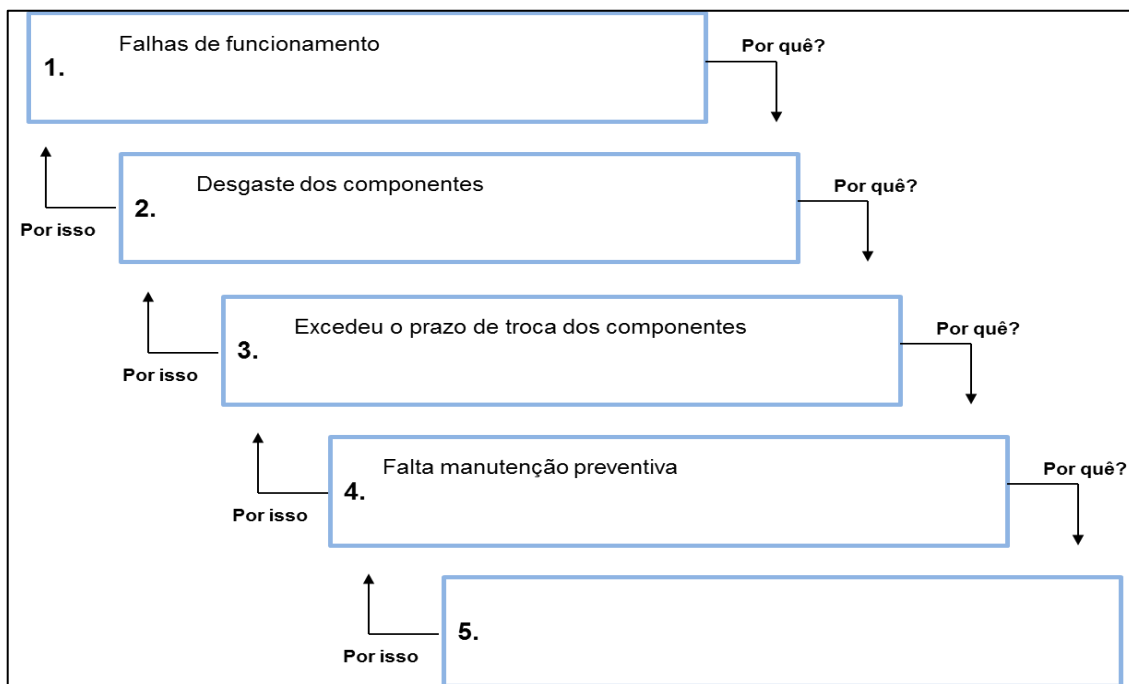 Falhas de funcionamento
Por quê?
1.
Desgaste dos componentes
Por quê?
2.
Por isso
Excedeu o prazo de troca dos componentes
Por quê?
3.
Por isso
Falta manutenção preventiva
Por quê?
4.
Por isso
5.
Por isso